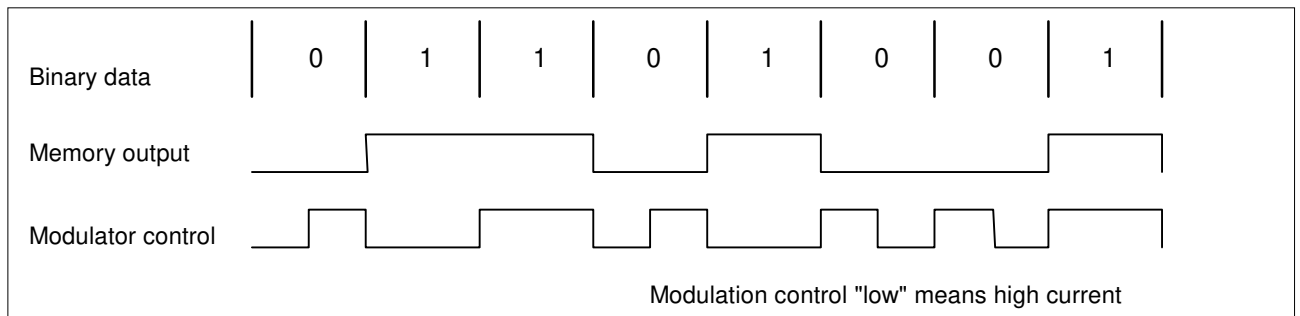 Binary data 0 1 1 0 1 0 0 1
Memory output
Modulator control
Modulation control "low" means high current